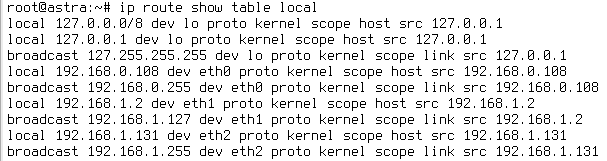 root@astra:~# ip route show table local
local 127.0.0.0/8 dev lo proto kernel scope host src 127.0.0.1
local 127.0.0.1 dev lo proto kernel scope host src 127.0.0.1
broadcast 127.255.255.255 dev lo proto kernel scope link src 127.0.0.1
local 192.168.0.108 dev eth0 proto kernel scope host src 192.168.0.108
broadcast 192.168.0.255 dev eth0 proto kernel scope link src 192.168.0.108
local 192.168.1.2 dev eth1 proto kernel scope host src 192.168.1.2
broadcast 192.168.1.127 dev eth1 proto kernel scope link src 192.168.1.2
local 192.168.1.131 dev eth2 proto kernel scope host src 192.168.1.131
broadcast 192.168.1.255 dev eth2 proto kernel scope link src 192.168.1.131